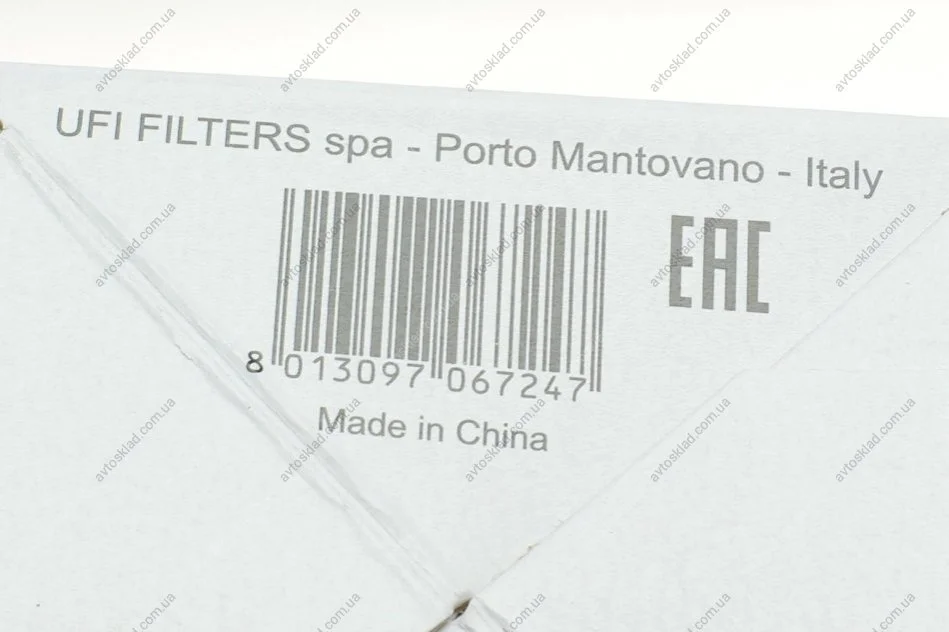 UFI FILTERS spa - Porto Mantovano - Italy
EAC
8 013097 067247
Made in China
avtosklad.com.ua